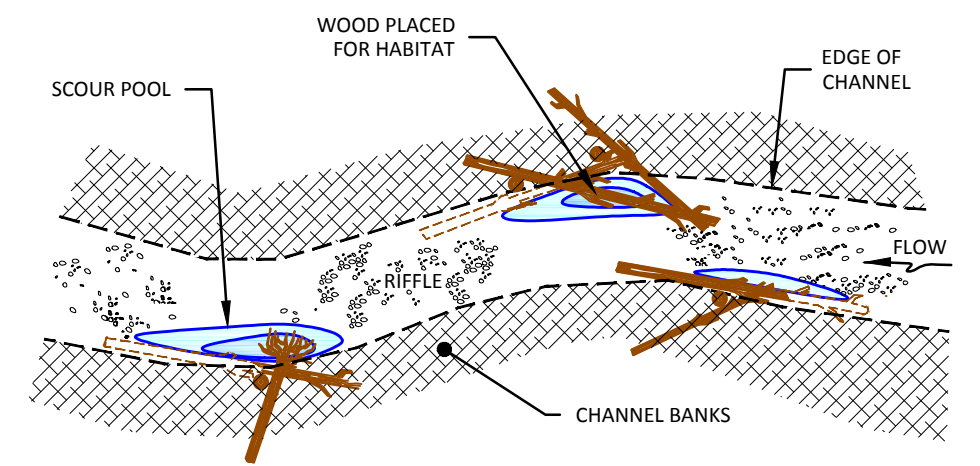 WOOD PLACED
FOR HABITAT
EDGE OF
CHANNEL
SCOUR POOL
FLOW
RIFFLE
CHANNEL BANKS